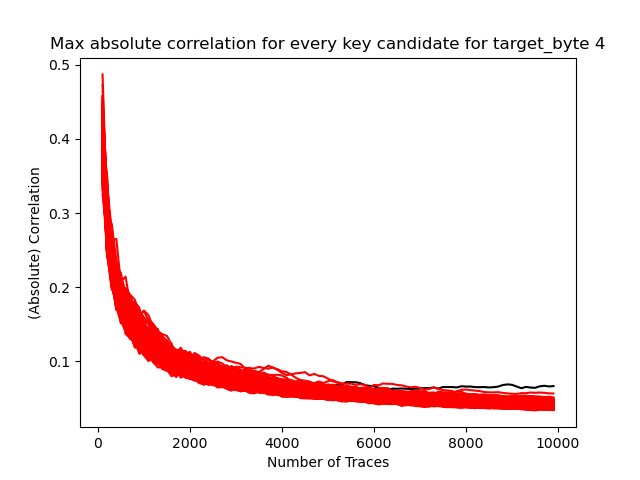 Max absolute correlation for every key candidate for target_byte 4
0.5
0.4
0.3
0.2
0.1
(Absolute) Correlation
0 2000 4000 6000 8000 10000
Number of Traces